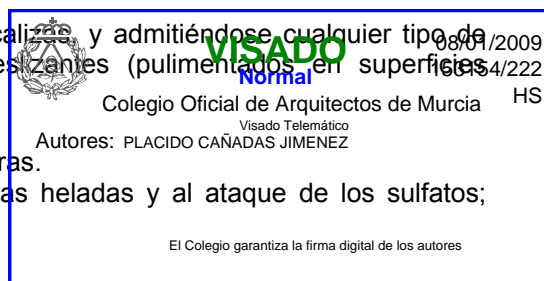 y admitiéndose cualquier tipo de
VISADO
08/01/2009
(pulimentados en superficies
Normal
HS
Colegio Oficial de Arquitectos de Murcia
Visado Telemático
Autores: PLACIDO CAÑADAS JIMENEZ
ras.
as heladas y al ataque de los sulfatos;
El Colegio garantiza la firma digital de los autores